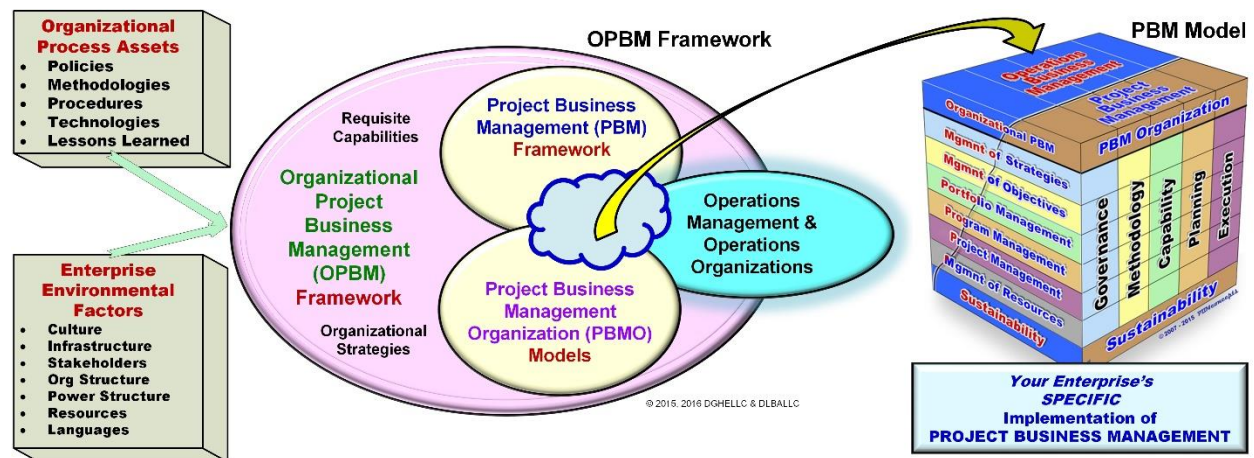 Organizational
Process Assets
• Policies
• Methodologies
• Procedures
• Technologies
• Lessons Learned
Enterprise
Environmental
Factors
• Culture
• Infrastructure
• Stakeholders
• Org Structure
• Power Structure
• Resources
• Languages
OPBM Framework
Requisite
Capabilities
Organizational
Project
Business
Management
(OPBM)
Framework
Organizational
Strategies
Project Business
Management (PBM)
Framework
Project Business
Management
Organization (PBMO)
Models
Operations
Management &
Operations
Organizations
© 2015, 2016 DGHELLC & DLBALLC
PBM Model
Operations
Business
Management
Project
Business
Management
Organizational PBM
PBM Organization
Mgmnt of Strategies
Mgmnt of Objectives
Portfolio Management
Program Management
Project Management
Mgmnt of Resources
Sustainability
Governance
Methodology
Capability
Planning
Execution
Sustainability
© 2007 - 2015
Your Enterprise's
SPECIFIC
Implementation of
PROJECT BUSINESS MANAGEMENT